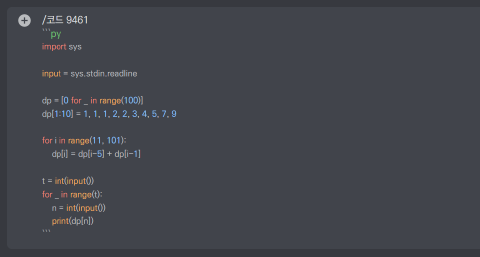 /코드 9461
```py
import sys

input = sys.stdin.readline

dp = [0 for _ in range(100)]
dp[1:10] = 1, 1, 1, 2, 2, 3, 4, 5, 7, 9

for i in range(11, 101):
    dp[i] = dp[i-5] + dp[i-1]

t = int(input())
for _ in range(t):
    n = int(input())
    print(dp[n])
```